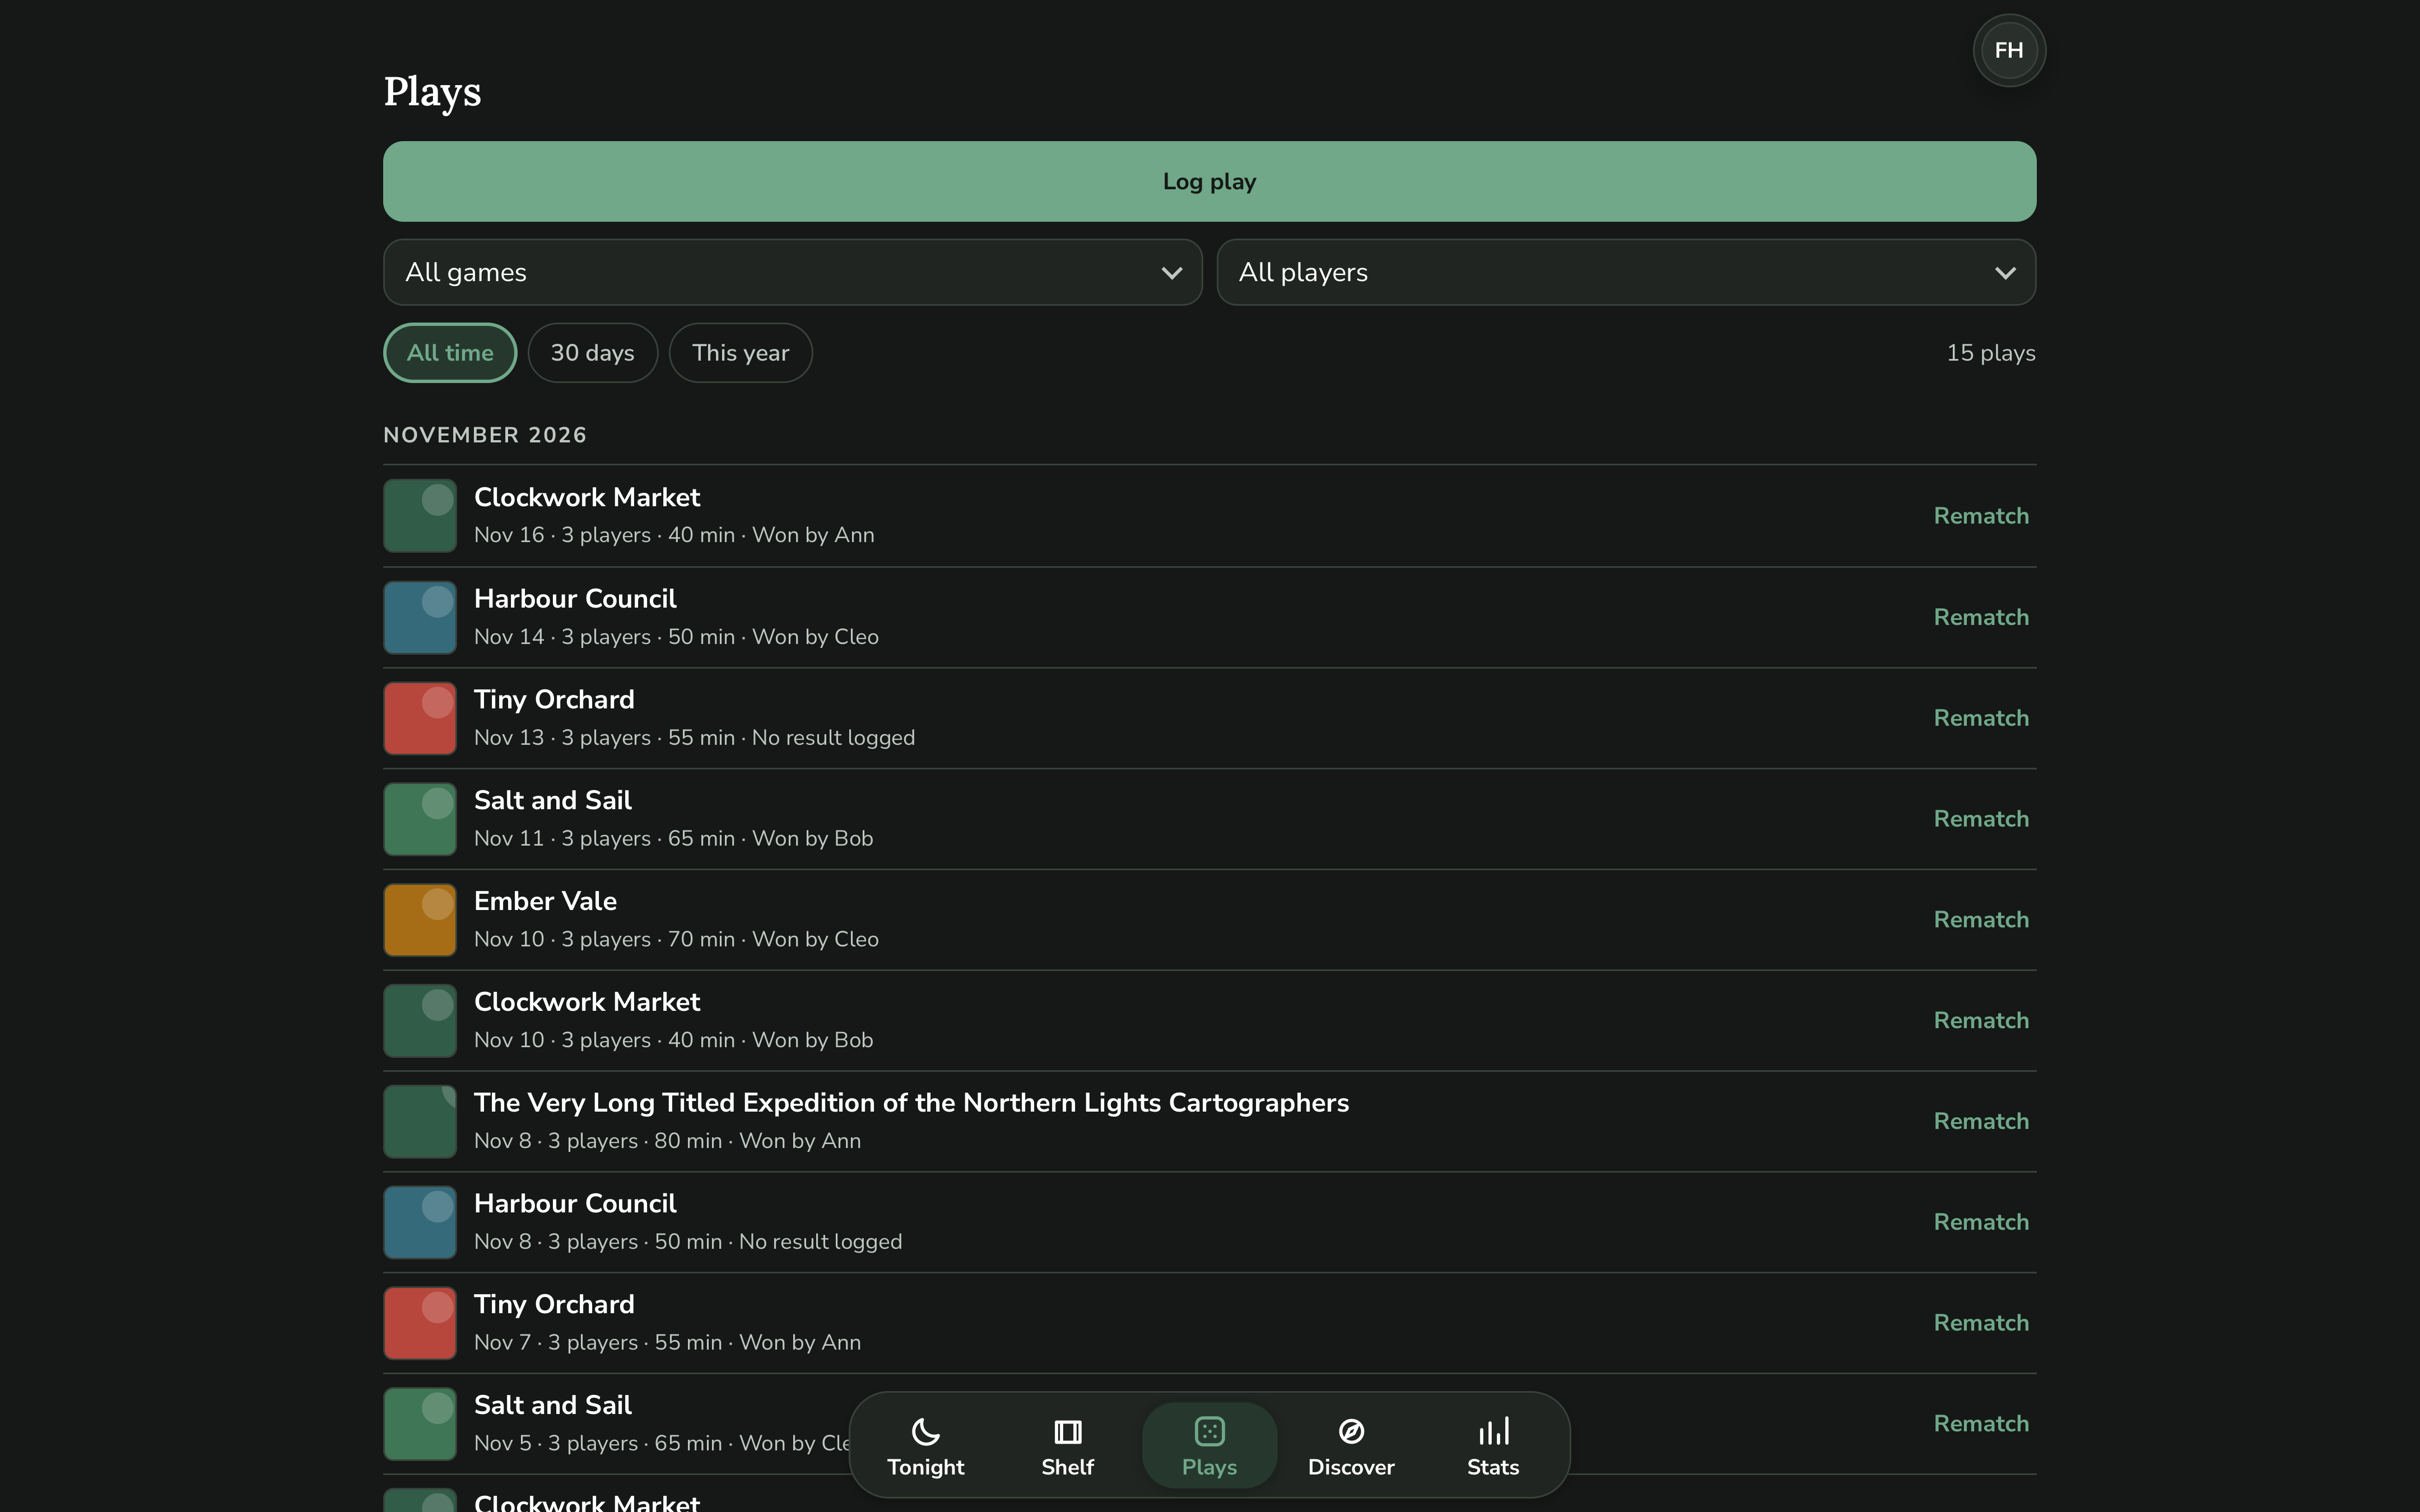 FH
Plays
Log play
All games
All players
All time
30 days
This year
15 plays
NOVEMBER 2026
Clockwork Market
Nov 16 · 3 players · 40 min · Won by Ann
Rematch
Harbour Council
Nov 14 · 3 players · 50 min · Won by Cleo
Rematch
Tiny Orchard
Nov 13 · 3 players · 55 min · No result logged
Rematch
Salt and Sail
Nov 11 · 3 players · 65 min · Won by Bob
Rematch
Ember Vale
Nov 10 · 3 players · 70 min · Won by Cleo
Rematch
Clockwork Market
Nov 10 · 3 players · 40 min · Won by Bob
Rematch
The Very Long Titled Expedition of the Northern Lights Cartographers
Nov 8 · 3 players · 80 min · Won by Ann
Rematch
Harbour Council
Nov 8 · 3 players · 50 min · No result logged
Rematch
Tiny Orchard
Nov 7 · 3 players · 55 min · Won by Ann
Rematch
Salt and Sail
Nov 5 · 3 players · 65 min · Won by
Rematch
Clockwork Market
Tonight
Shelf
Plays
Discover
Stats